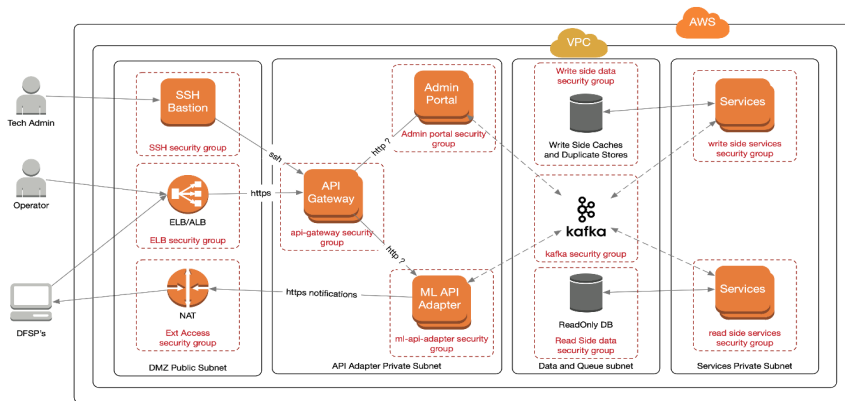 AWS
VPC
Tech Admin
Operator
DFSP's
SSH
Bastion
SSH security group
ELB/ALB
ELB security group
NAT
Ext Access
security group
DMZ Public Subnet
ssh
https
http ?
http ?
https notifications
Admin
Portal
Admin portal security
group
API
Gateway
api-gateway security
group
ML API
Adapter
ml-api-adapter security
group
API Adapter Private Subnet
Write side data
security group
Write Side Caches
and Duplicate Stores
kafka
kafka security group
ReadOnly DB
Read Side data
security group
Data and Queue subnet
Services
write side services
security group
Services
read side services
security group
Services Private Subnet